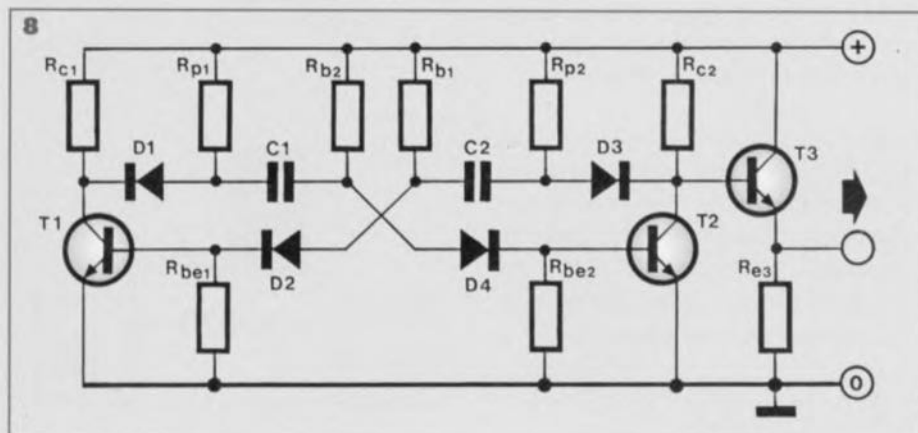 8
+
Rc1 Rp1 Rb2 Rb1 Rp2 Rc2
D1 C1 C2 D3 T3
T1 T2
Rbe1 D2 D4 Rbe2 Re3
0